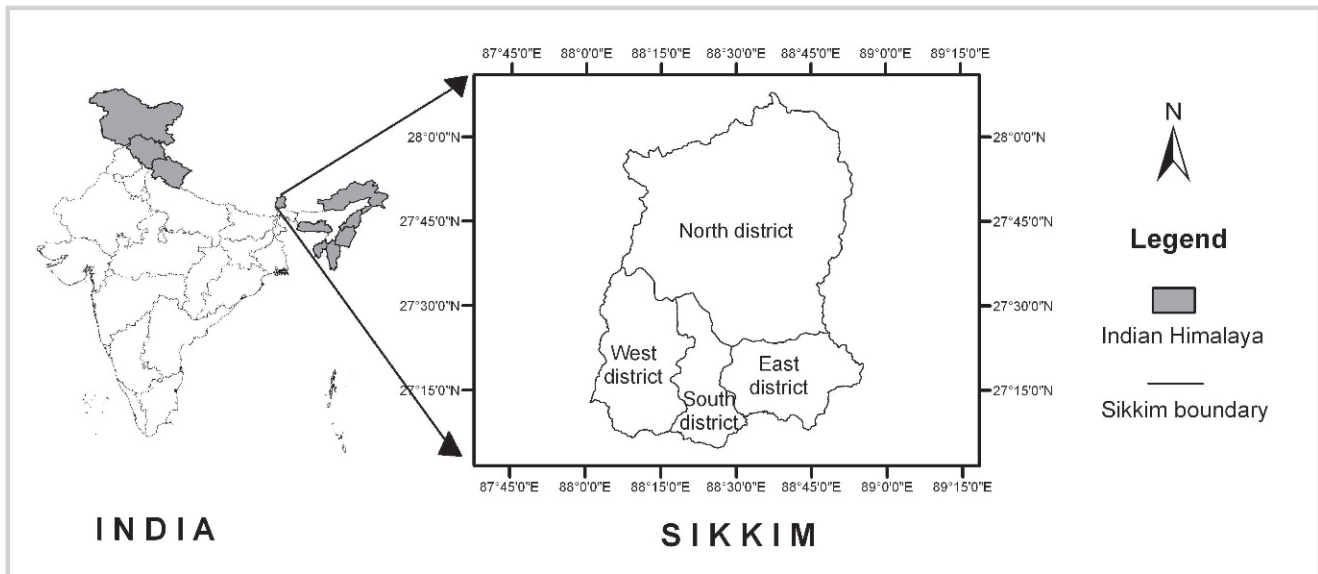 87°45'0"E 88°0'0"E 88°15'0"E 88°30'0"E 88°45'0"E 89°0'0"E 89°15'0"E
28°0'0"N
27°45'0"N
27°30'0"N
27°15'0"N
North district
West
district
South
district
East
district
28°0'0"N
27°45'0"N
27°30'0"N
27°15'0"N
87°45'0"E 88°0'0"E 88°15'0"E 88°30'0"E 88°45'0"E 89°0'0"E 89°15'0"E
N
Legend
Indian Himalaya
Sikkim boundary
INDIA
SIKKIM